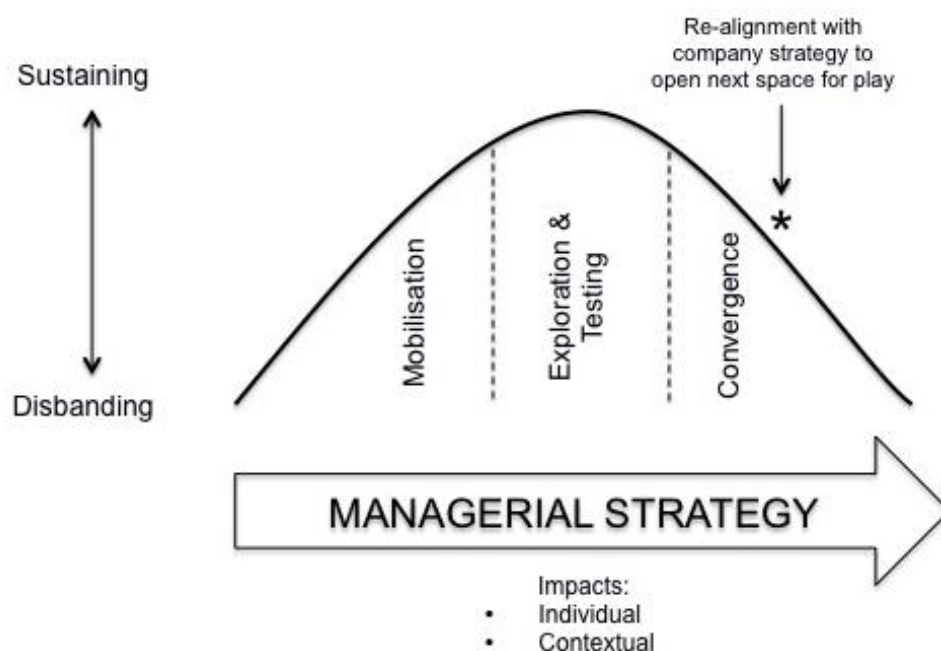 Re-alignment with
company strategy to
open next space for play
Sustaining
*
Mobilisation
Exploration &
Testing
Convergence
Disbanding
MANAGERIAL STRATEGY
Impacts:
• Individual
• Contextual